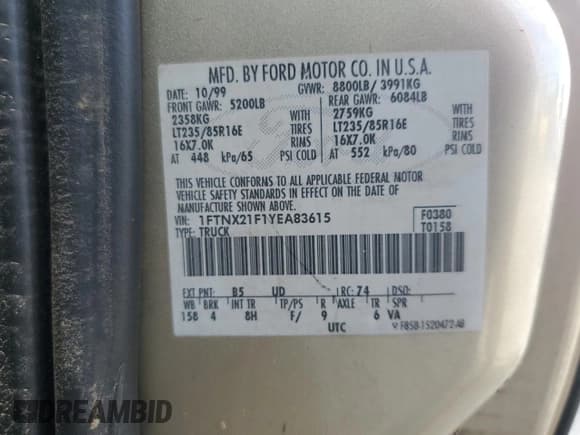 MFD. BY FORD MOTOR CO. IN U.S.A.
DATE: 10/99 GVWR: 8800LB/ 3991KG
FRONT GAWR: 5200LB REAR GAWR: 6084LB
2358KG WITH 2759KG WITH
LT235/85R16E TIRES LT235/85R16E TIRES
16X7.0K RIMS 16X7.0K RIMS
AT 448 kPa/65 PSI COLD AT 552 kPa/80 PSI COLD
THIS VEHICLE CONFORMS TO ALL APPLICABLE FEDERAL MOTOR
VEHICLE SAFETY STANDARDS IN EFFECT ON THE DATE OF
MANUFACTURE SHOWN ABOVE.
VIN: 1FTNX21F1YEA83615 F0380
TYPE: TRUCK T0158
EXT PNT: B5 UD RC: 74 DSO:
WB BRK INT TR TP/PS R AXLE TR SPR
158 4 8H F/ 9 6 VA
UTC F85B-1520472-AB
DREAMBID